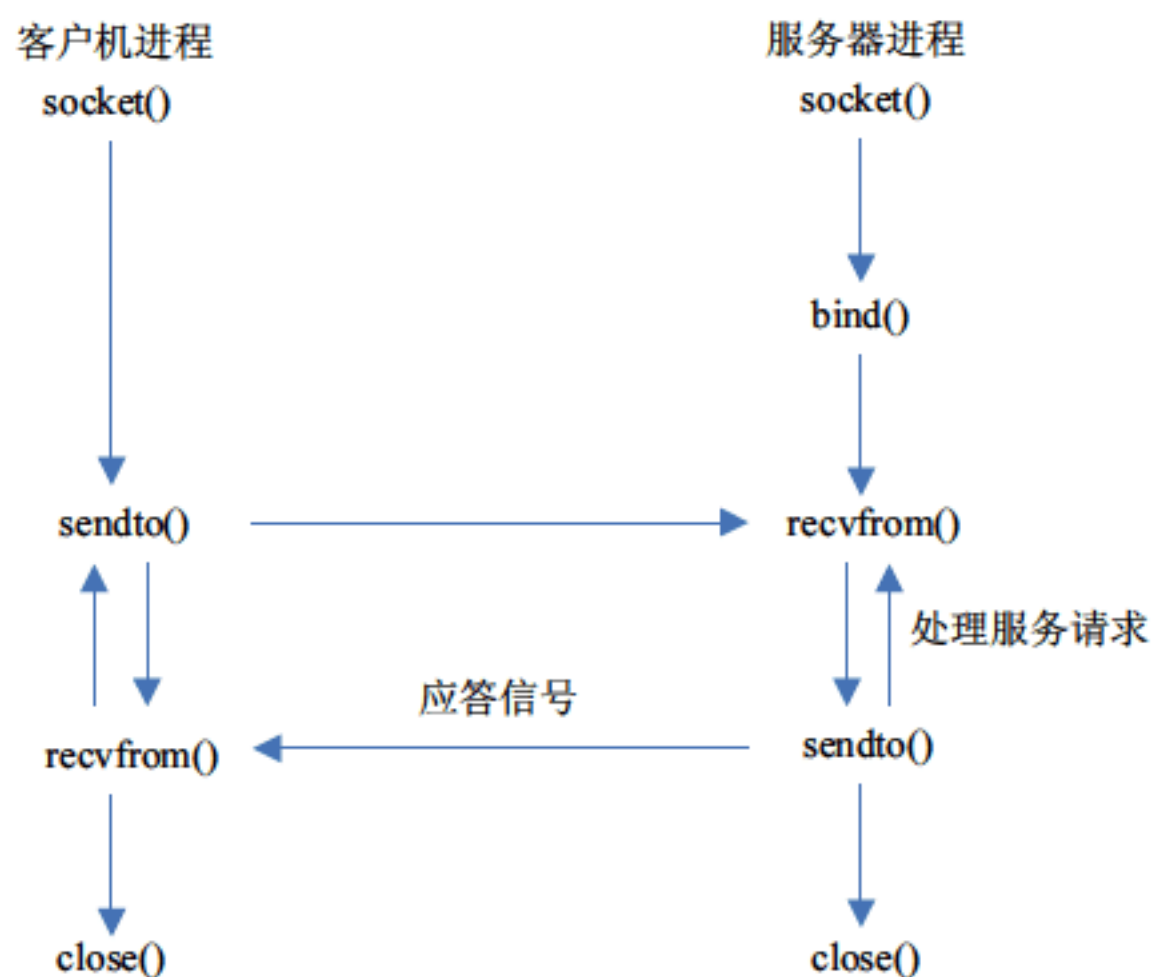 客户机进程
服务器进程
socket()
socket()
bind()
sendto()
recvfrom()
处理服务请求
应答信号
recvfrom()
sendto()
close()
close()